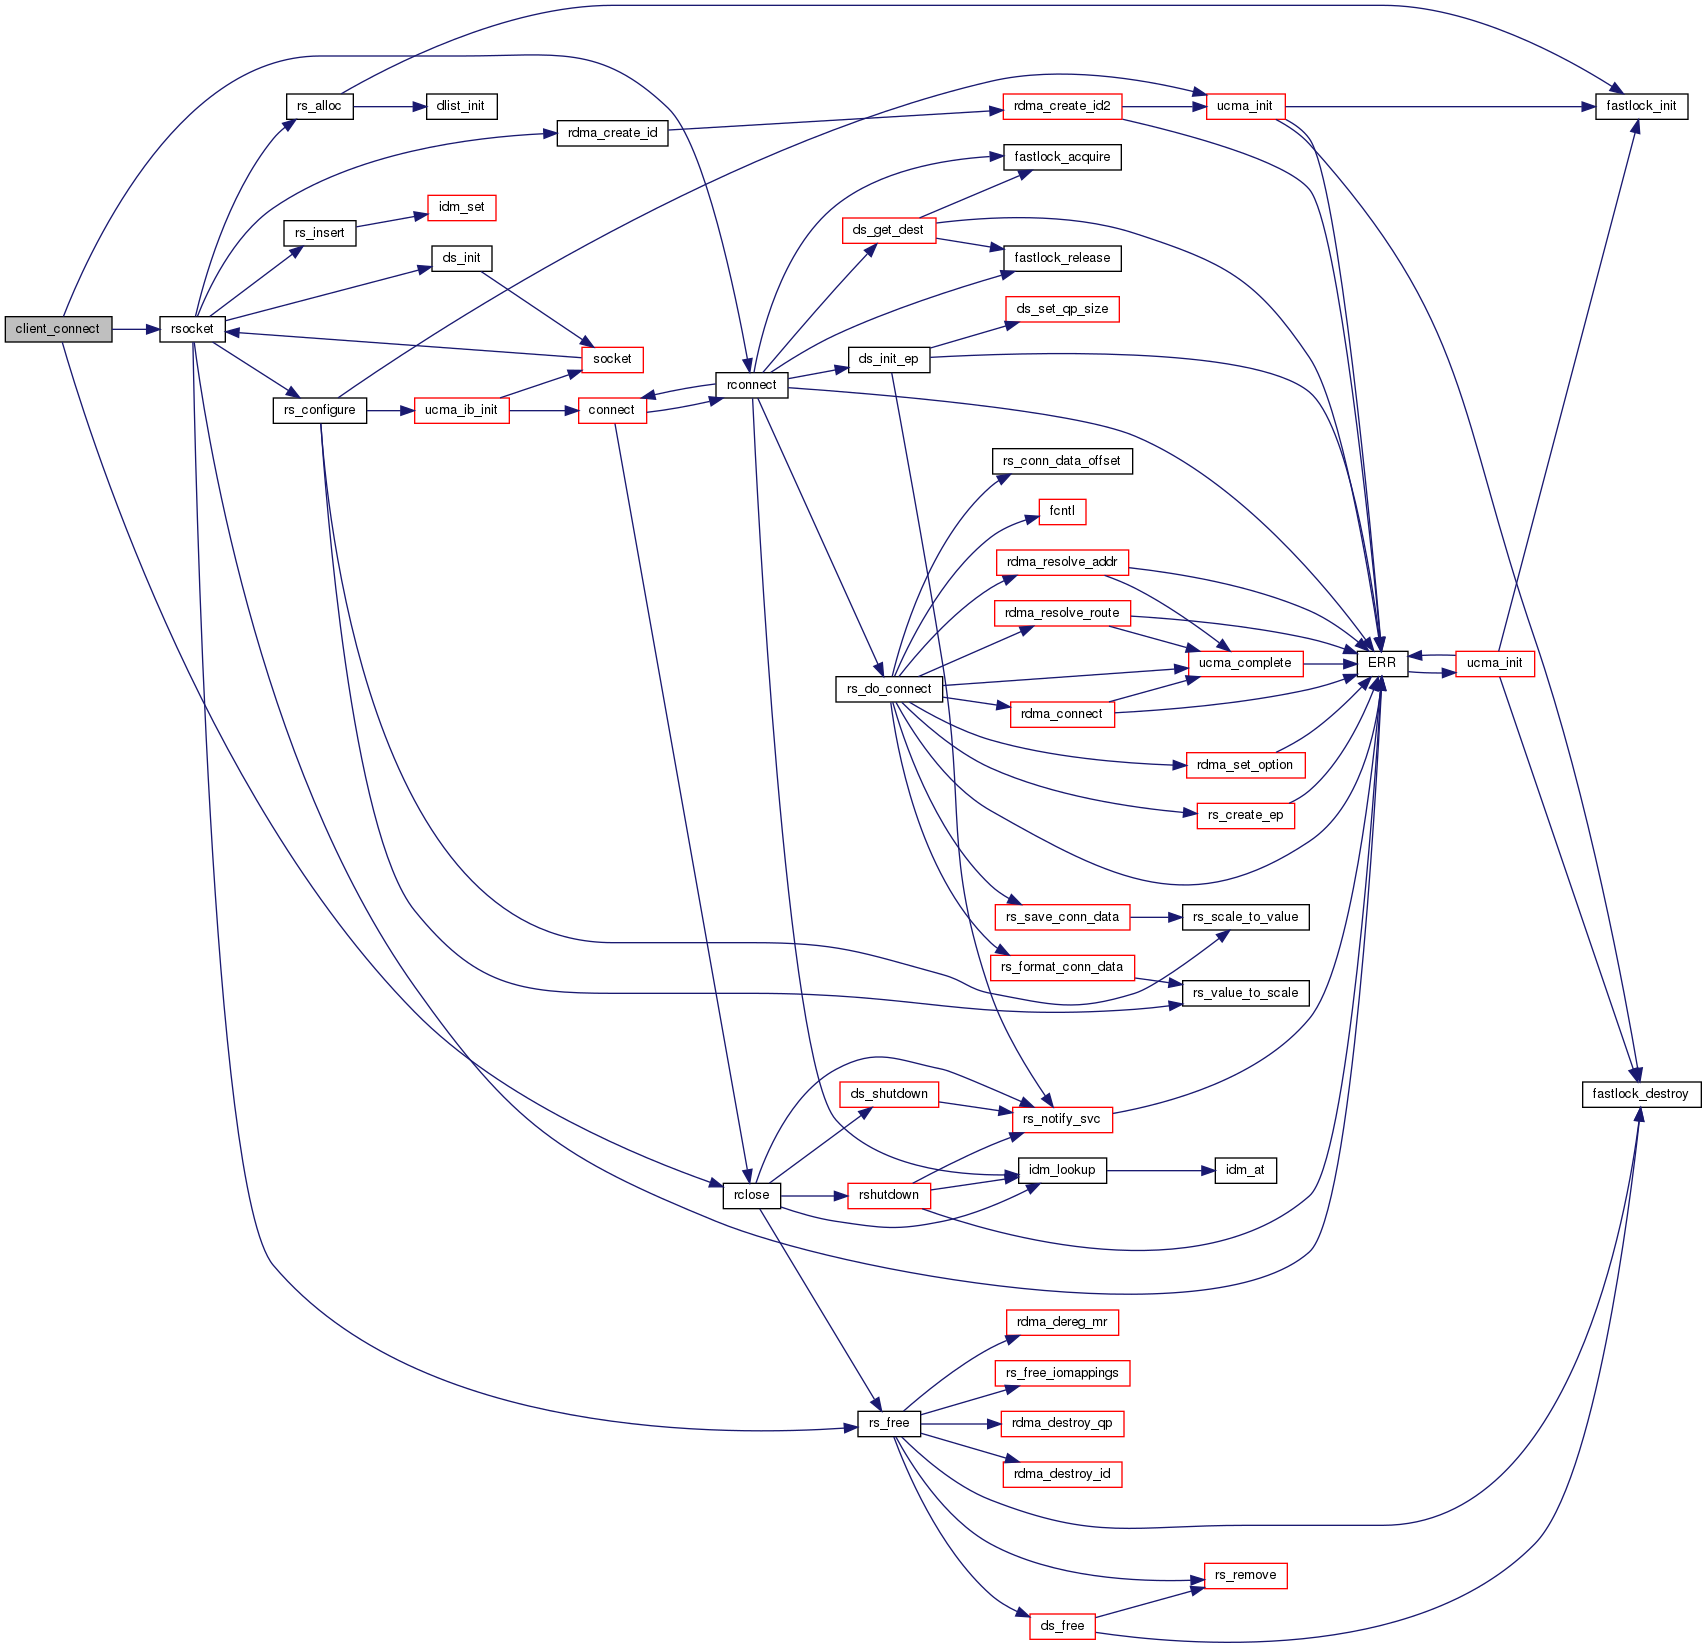 client_connect
rsocket
rs_alloc
dlist_init
rdma_create_id
rs_insert
idm_set
ds_init
socket
rs_configure
ucma_ib_init
connect
rconnect
rdma_create_id2
ucma_init
fastlock_init
fastlock_acquire
ds_get_dest
fastlock_release
ds_set_qp_size
ds_init_ep
rs_conn_data_offset
fcntl
rdma_resolve_addr
rdma_resolve_route
ucma_complete
ERR
ucma_init
rs_do_connect
rdma_connect
rdma_set_option
rs_create_ep
rs_save_conn_data
rs_scale_to_value
rs_format_conn_data
rs_value_to_scale
ds_shutdown
rs_notify_svc
fastlock_destroy
rclose
rshutdown
idm_lookup
idm_at
rdma_dereg_mr
rs_free_iomappings
rs_free
rdma_destroy_qp
rdma_destroy_id
rs_remove
ds_free